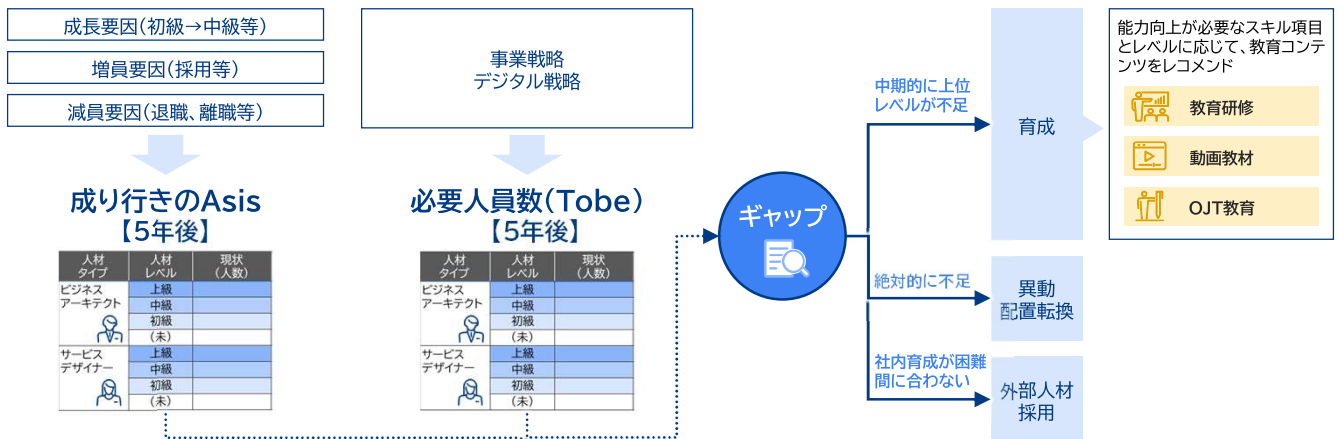 成長要因(初級→中級等)
増員要因(採用等)
減員要因(退職、離職等)
成り行きのAsis
【5年後】
人材
タイプ
人材
レベル
現状
(人数)
ビジネス
アーキテクト
上級
中級
初級
(未)
サービス
デザイナー
上級
中級
初級
(未)
事業戦略
デジタル戦略
必要人員数(Tobe)
【5年後】
人材
タイプ
人材
レベル
現状
(人数)
ビジネス
アーキテクト
上級
中級
初級
(未)
サービス
デザイナー
上級
中級
初級
(未)
ギャップ
中期的に上位
レベルが不足
育成
能力向上が必要なスキル項目
とレベルに応じて、教育コンテ
ンツをレコメンド
教育研修
動画教材
OJT教育
絶対的に不足
異動
配置転換
社内育成が困難
間に合わない
外部人材
採用